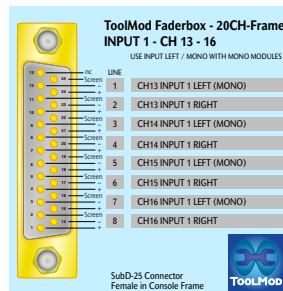 ToolMod Faderbox - 20CH-Frame
INPUT 1 - CH 13 - 16
USE INPUT LEFT / MONO WITH MONO MODULES
nc
LINE
Screen
1 CH13 INPUT 1 LEFT (MONO)
Screen
2 CH13 INPUT 1 RIGHT
Screen
3 CH14 INPUT 1 LEFT (MONO)
Screen
4 CH14 INPUT 1 RIGHT
Screen
5 CH15 INPUT 1 LEFT (MONO)
Screen
6 CH15 INPUT 1 RIGHT
Screen
7 CH16 INPUT 1 LEFT (MONO)
Screen
8 CH16 INPUT 1 RIGHT
SubD-25 Connector
Female in Console Frame
TOOLMOD